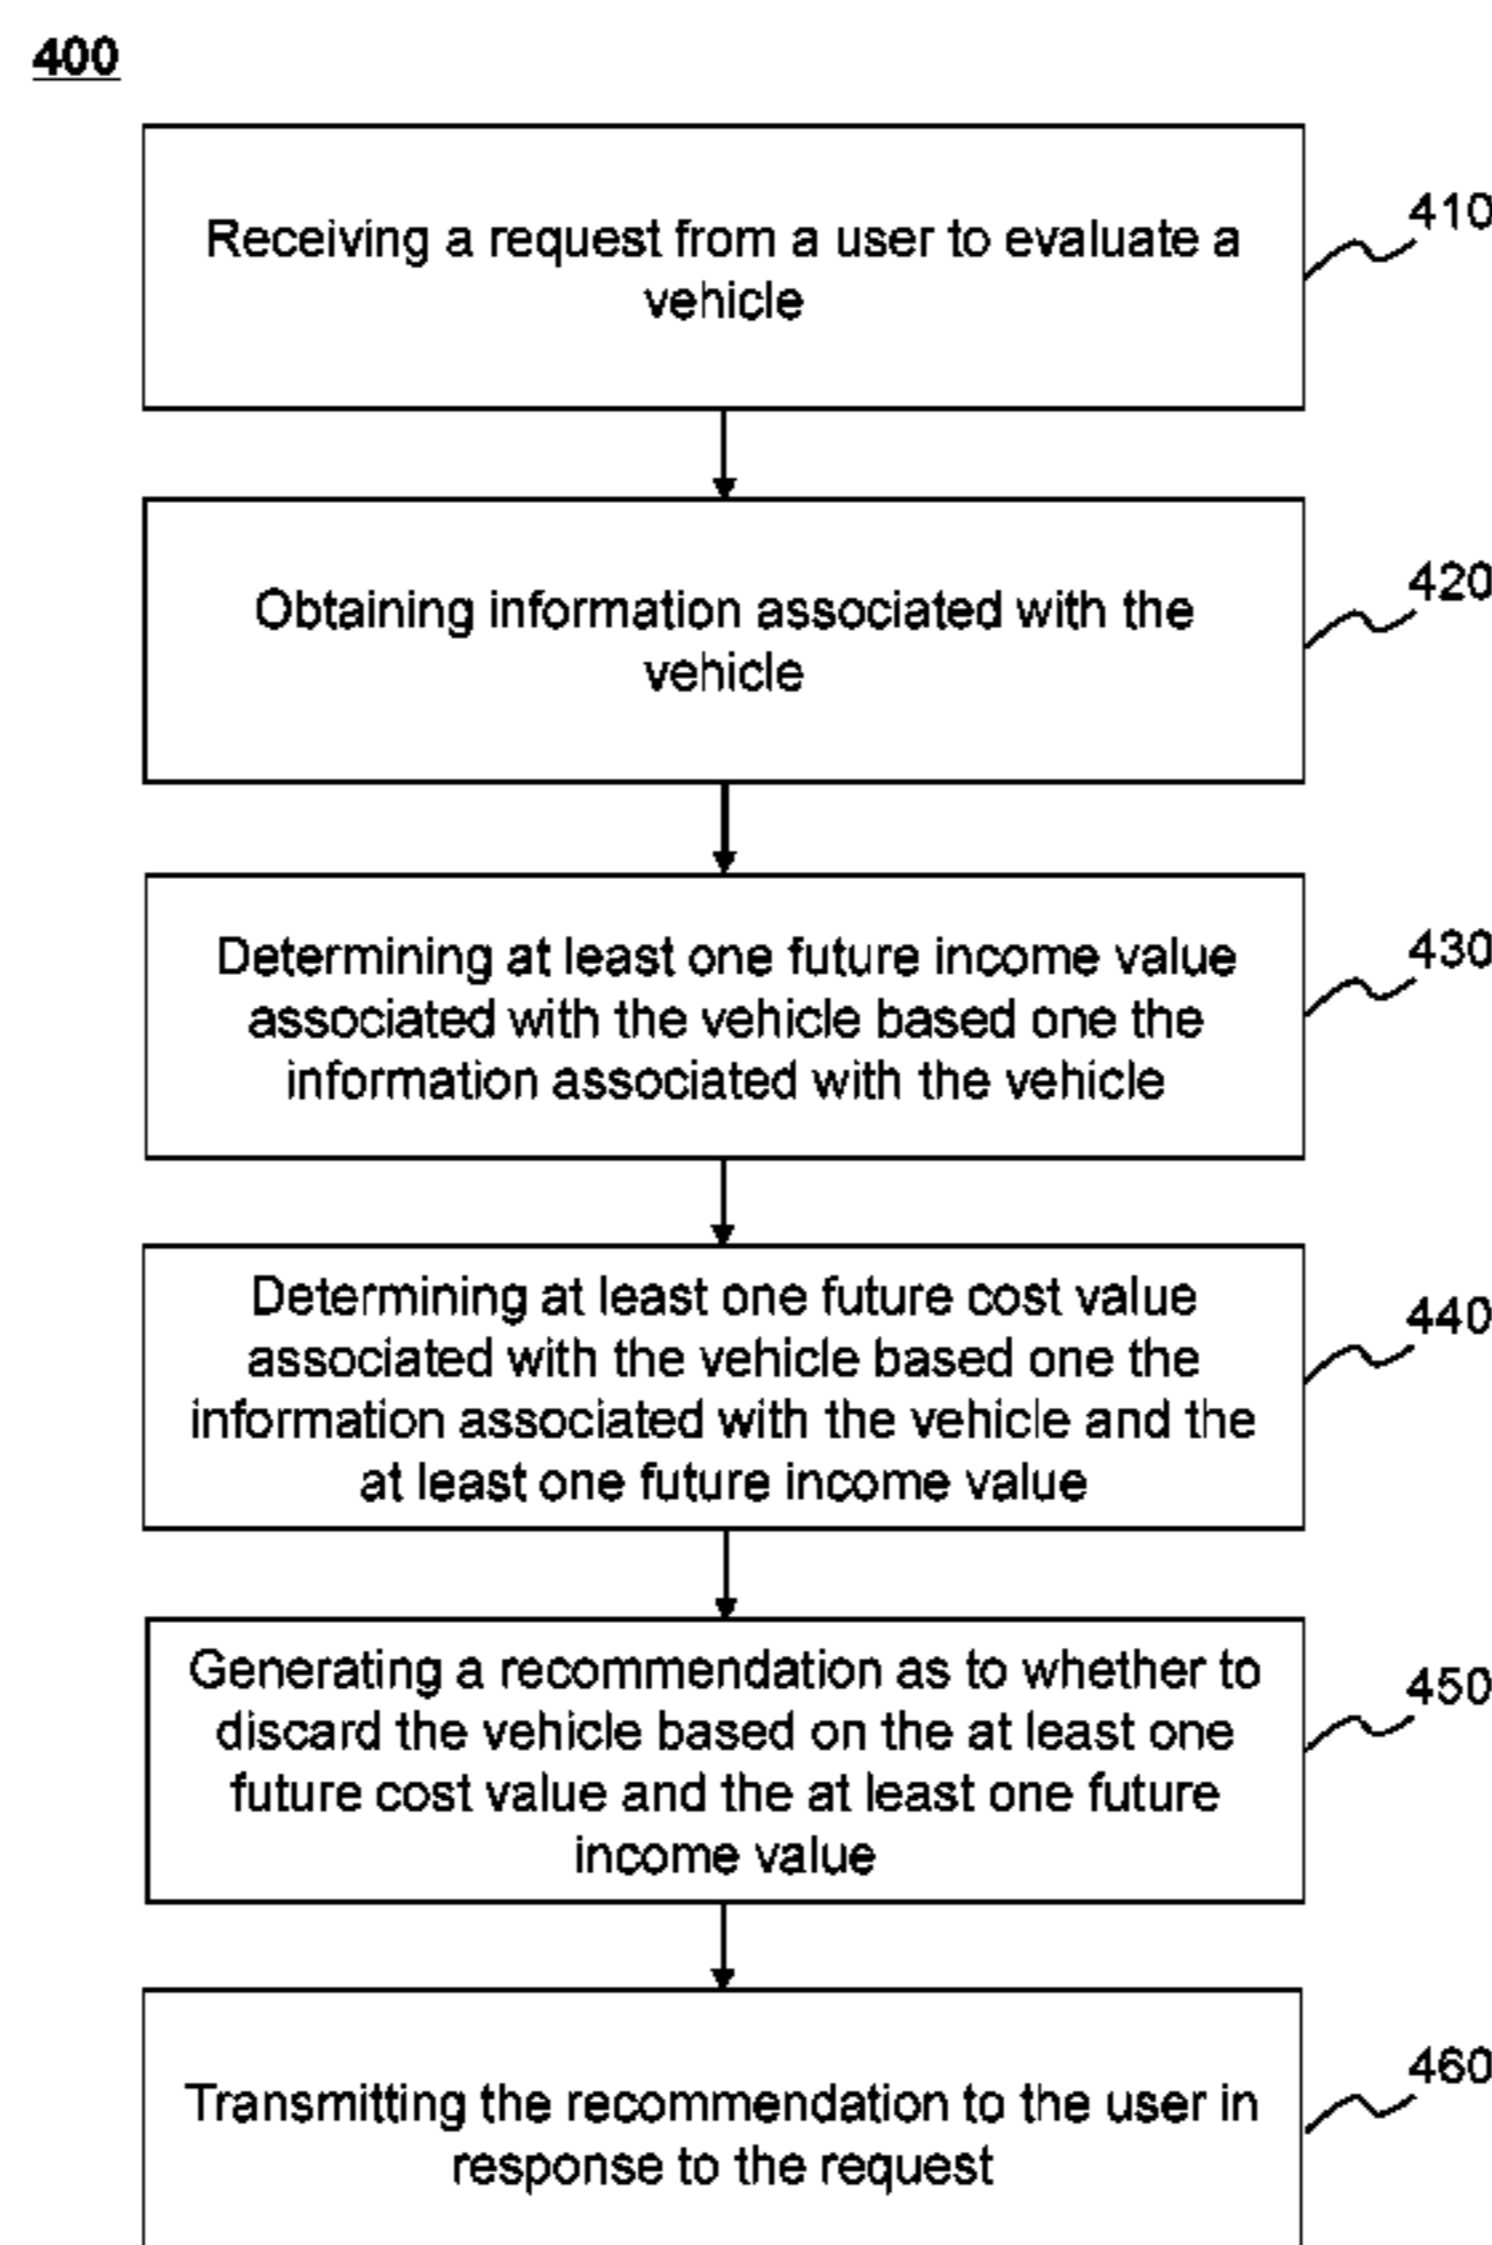 400
Receiving a request from a user to evaluate a
vehicle
410
Obtaining information associated with the
vehicle
420
Determining at least one future income value
associated with the vehicle based one the
information associated with the vehicle
430
Determining at least one future cost value
associated with the vehicle based one the
information associated with the vehicle and the
at least one future income value
440
Generating a recommendation as to whether to
discard the vehicle based on the at least one
future cost value and the at least one future
income value
450
Transmitting the recommendation to the user in
response to the request
460